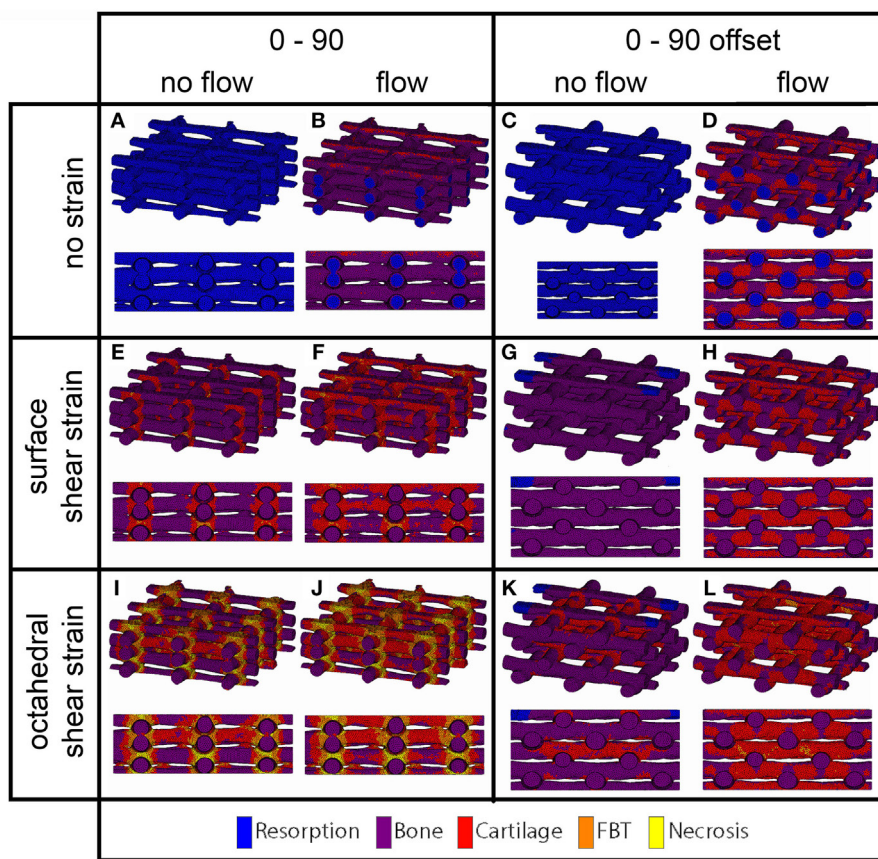 0 - 90
0 - 90 offset
no flow
flow
no flow
flow
no strain
A
B
C
D
surface
shear strain
E
F
G
H
octahedral
shear strain
I
J
K
L
Resorption
Bone
Cartilage
FBT
Necrosis